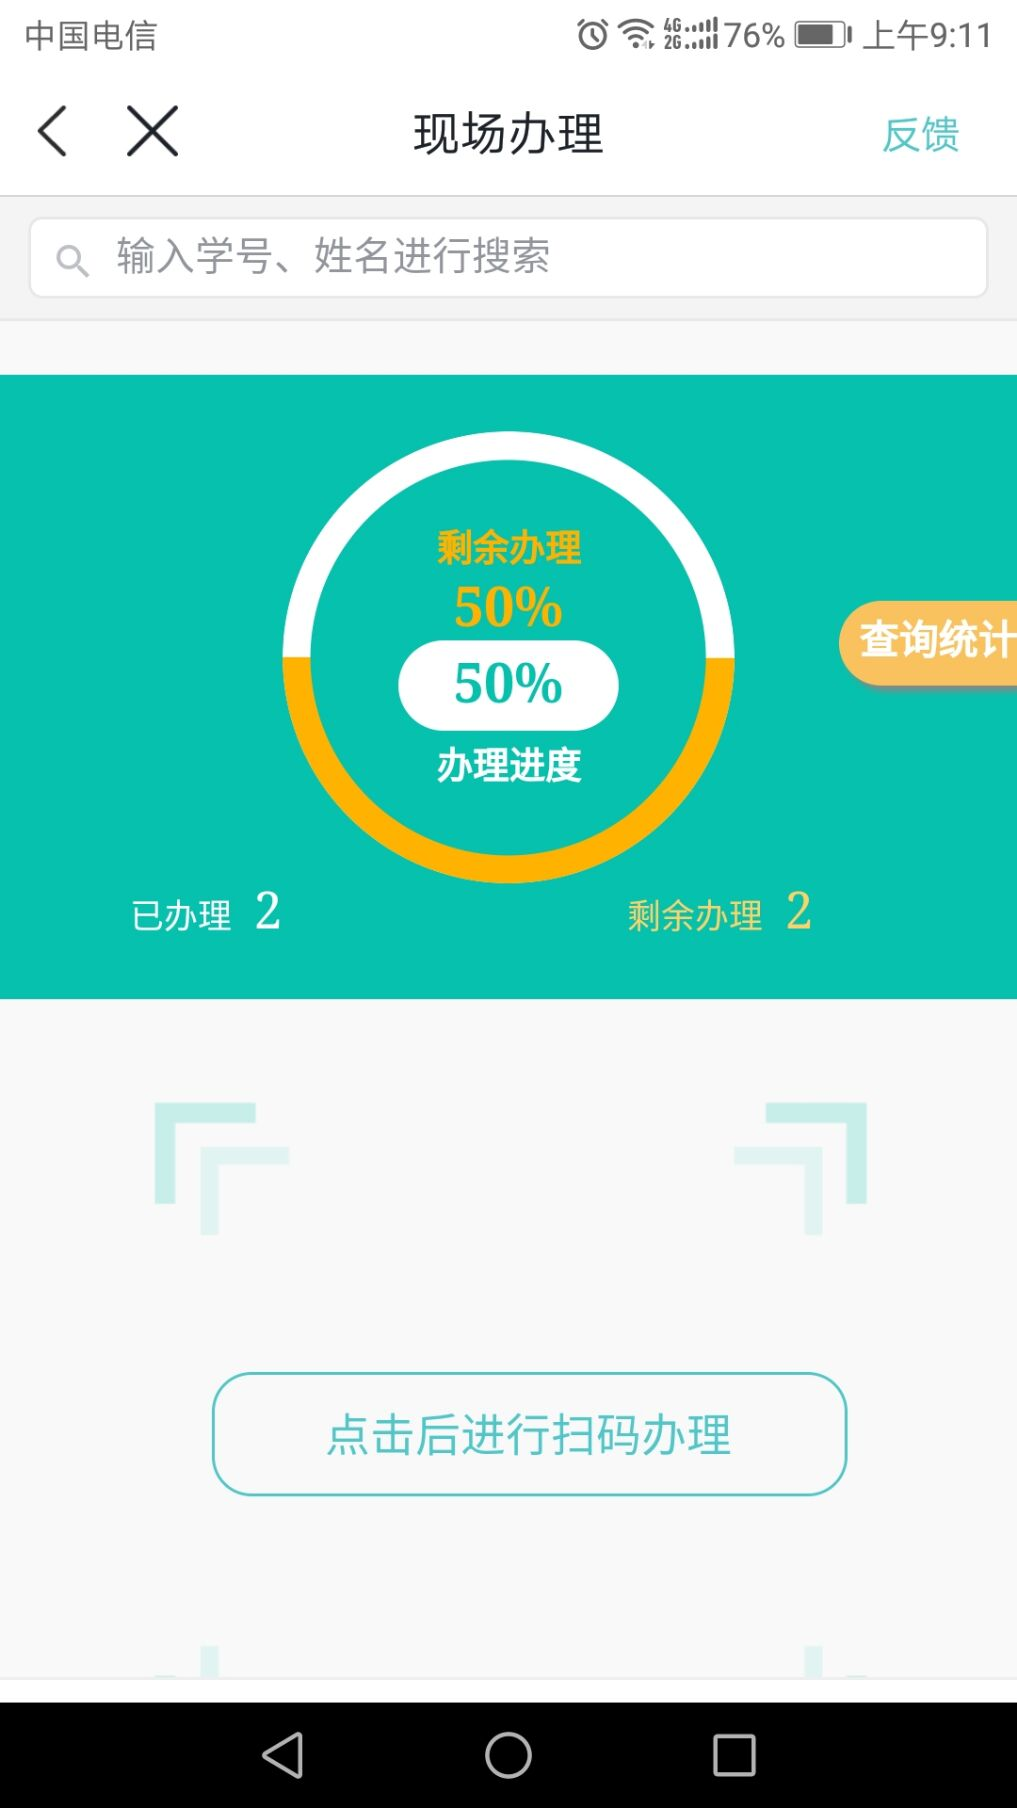 中国电信 4G 2G 76% 上午9:11
现场办理 反馈
输入学号、姓名进行搜索
剩余办理
50%
查询统计
50%
办理进度
已办理 2 剩余办理 2
点击后进行扫码办理